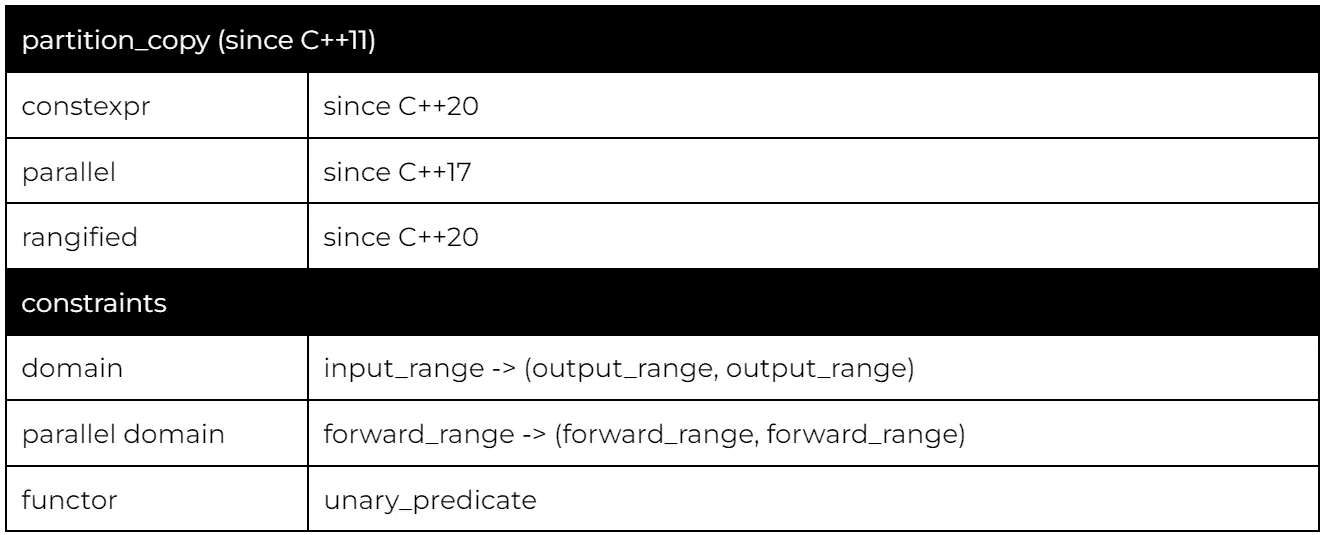 partition_copy (since C++11)
constexpr since C++20
parallel since C++17
rangified since C++20
constraints
domain input_range -> (output_range, output_range)
parallel domain forward_range -> (forward_range, forward_range)
functor unary_predicate